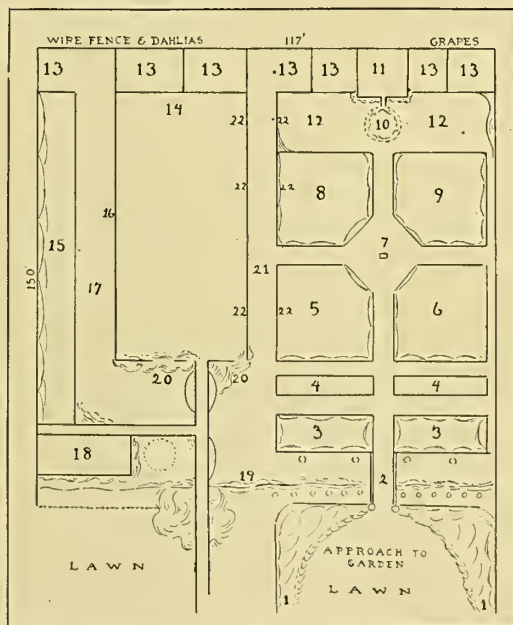 WIRE FENCE & DAHLIAS 117' GRAPES
13 13 13 13 13 11 13 13
14
22 22 12 10 12
22 22 8 9
16
15
7
21
17
150'
22 22 5 6
20 20
4 4
3 3
18
19 2
APPROACH TO
GARDEN
LAWN LAWN
1 1